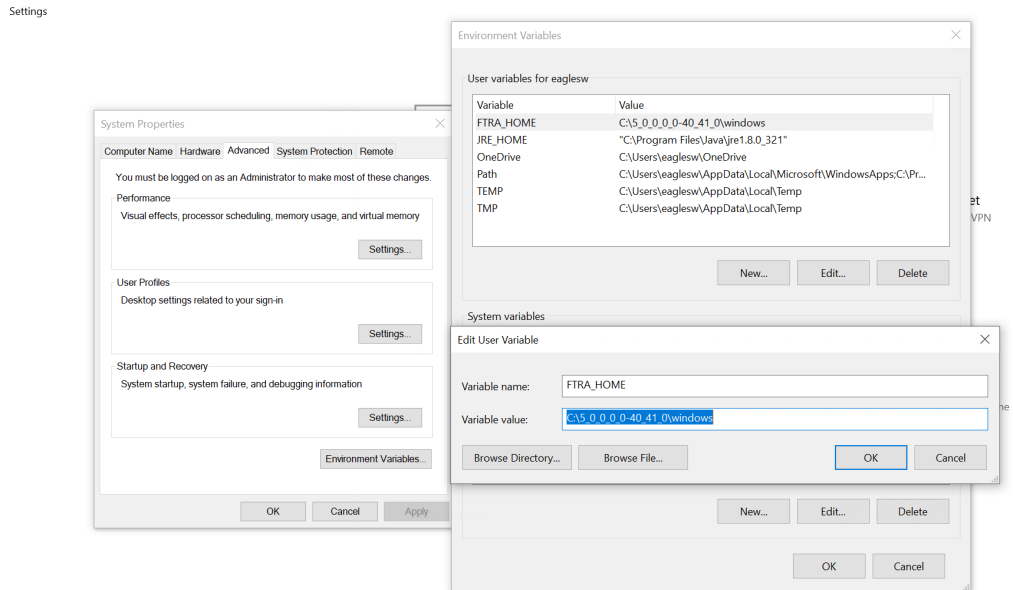 Settings
System Properties
Computer Name Hardware Advanced System Protection Remote
You must be logged on as an Administrator to make most of these changes.
Performance
Visual effects, processor scheduling, memory usage, and virtual memory
Settings...
User Profiles
Desktop settings related to your sign-in
Settings...
Startup and Recovery
System startup, system failure, and debugging information
Settings...
Environment Variables...
OK Cancel Apply
Environment Variables
User variables for eaglesw
Variable Value
FTRA_HOME C:\5_0_0_0_0-40_41_0\windows
JRE_HOME "C:\Program Files\Java\jre1.8.0_321"
OneDrive C:\Users\eaglesw\OneDrive
Path C:\Users\eaglesw\AppData\Local\Microsoft\WindowsApps;C:\Pr...
TEMP C:\Users\eaglesw\AppData\Local\Temp
TMP C:\Users\eaglesw\AppData\Local\Temp
New... Edit... Delete
System variables
Edit User Variable
Variable name: FTRA_HOME
Variable value: C:\5_0_0_0_0-40_41_0\windows
Browse Directory... Browse File... OK Cancel
New... Edit... Delete
OK Cancel
et
VPN
ne